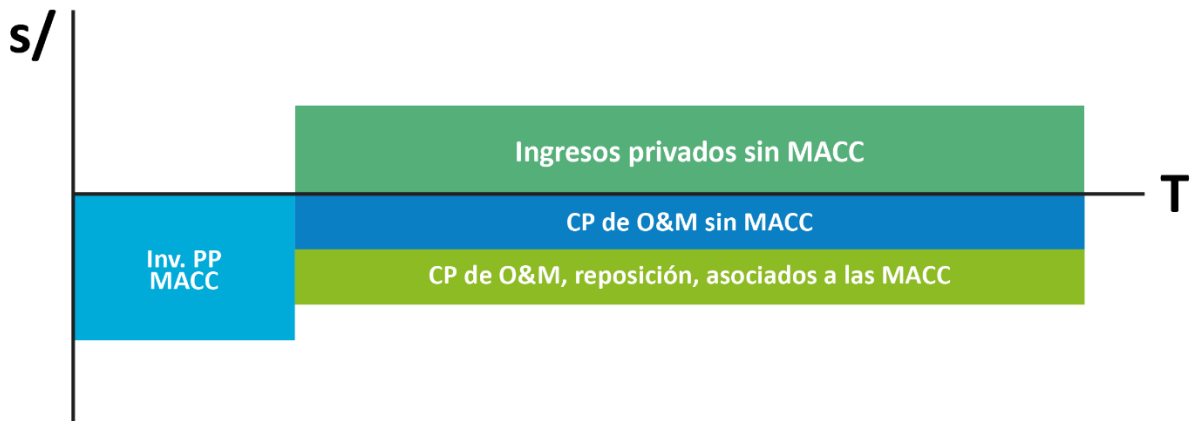 s/
Ingresos privados sin MACC
T
CP de O&M sin MACC
Inv. PP
MACC
CP de O&M, reposición, asociados a las MACC